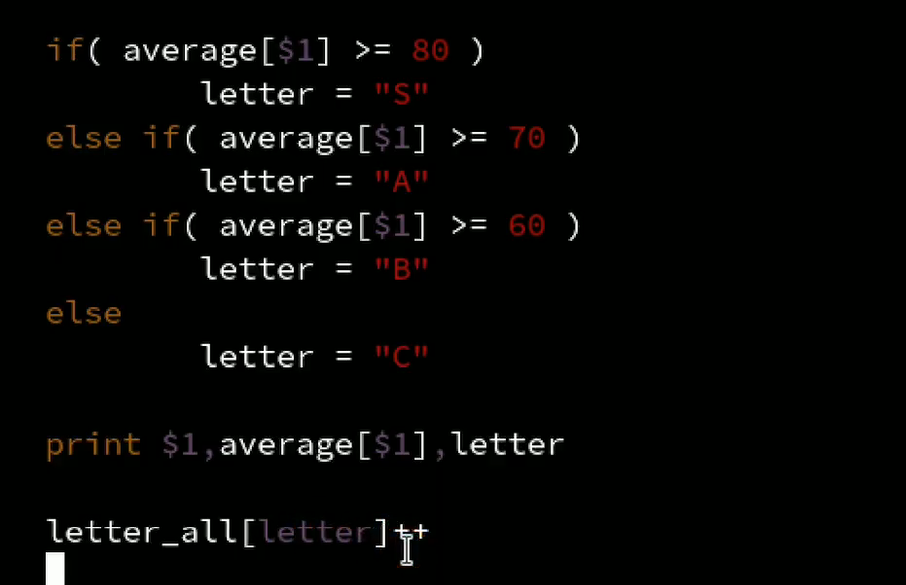 if( average[$1] >= 80 )
letter = "S"
else if( average[$1] >= 70 )
letter = "A"
else if( average[$1] >= 60 )
letter = "B"
else
letter = "C"
print $1,average[$1],letter
letter_all[letter]++